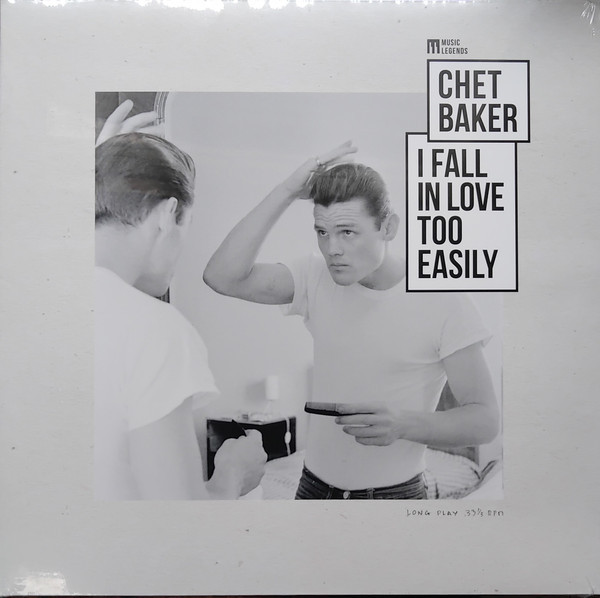 MUSIC
LEGENDS
CHET
BAKER
I FALL
IN LOVE
TOO
EASILY
LONG PLAY 33⅓ RPM